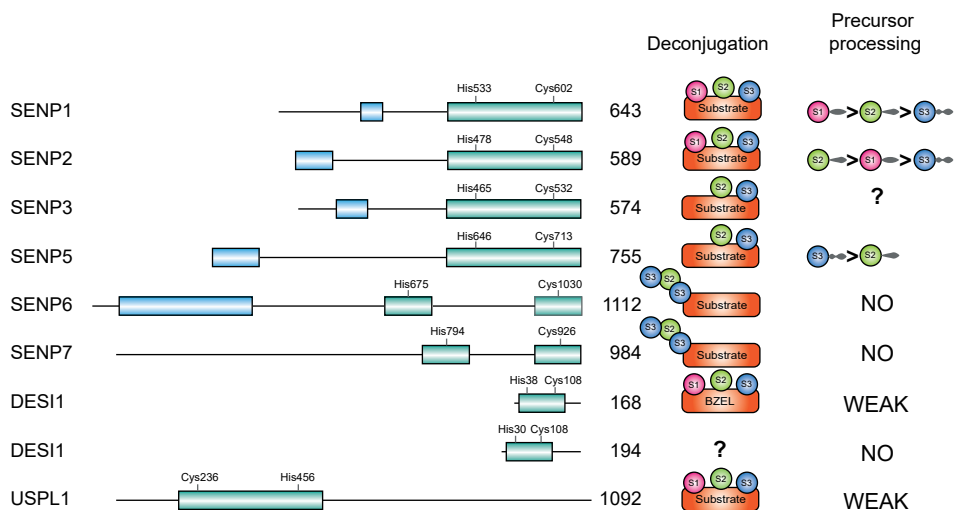 Deconjugation
Precursor
processing
SENP1
His533
Cys602
643
S1 S2 S3
Substrate
S1 > S2 > S3
SENP2
His478
Cys548
589
S1 S2 S3
Substrate
S2 > S1 > S3
SENP3
His465
Cys532
574
S2 S3
Substrate
?
SENP5
His646
Cys713
755
S2 S3
Substrate
S3 > S2
SENP6
His675
Cys1030
1112
S3 S2 S3
Substrate
NO
SENP7
His794
Cys926
984
S3 S2 S3
Substrate
NO
DESI1
His38
Cys108
168
S1 S2 S3
BZEL
WEAK
DESI1
His30
Cys108
194
?
NO
USPL1
Cys236
His456
1092
S1 S2 S3
Substrate
WEAK